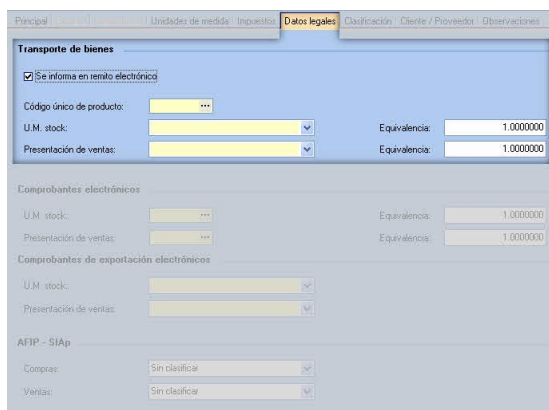 Principal Unidades de medida Impuestos Datos legales Clasificación Cliente / Proveedor Observaciones
Transporte de bienes
Se informa en remito electrónico
Código único de producto: ...
U.M. stock: Equivalencia: 1.0000000
Presentación de ventas: Equivalencia: 1.0000000
Comprobantes electrónicos
U.M. stock: ... Equivalencia: 1.0000000
Presentación de ventas: ... Equivalencia: 1.0000000
Comprobantes de exportación electrónicos
U.M. stock:
Presentación de ventas:
AFIP - SIAp
Compras: Sin clasificar
Ventas: Sin clasificar